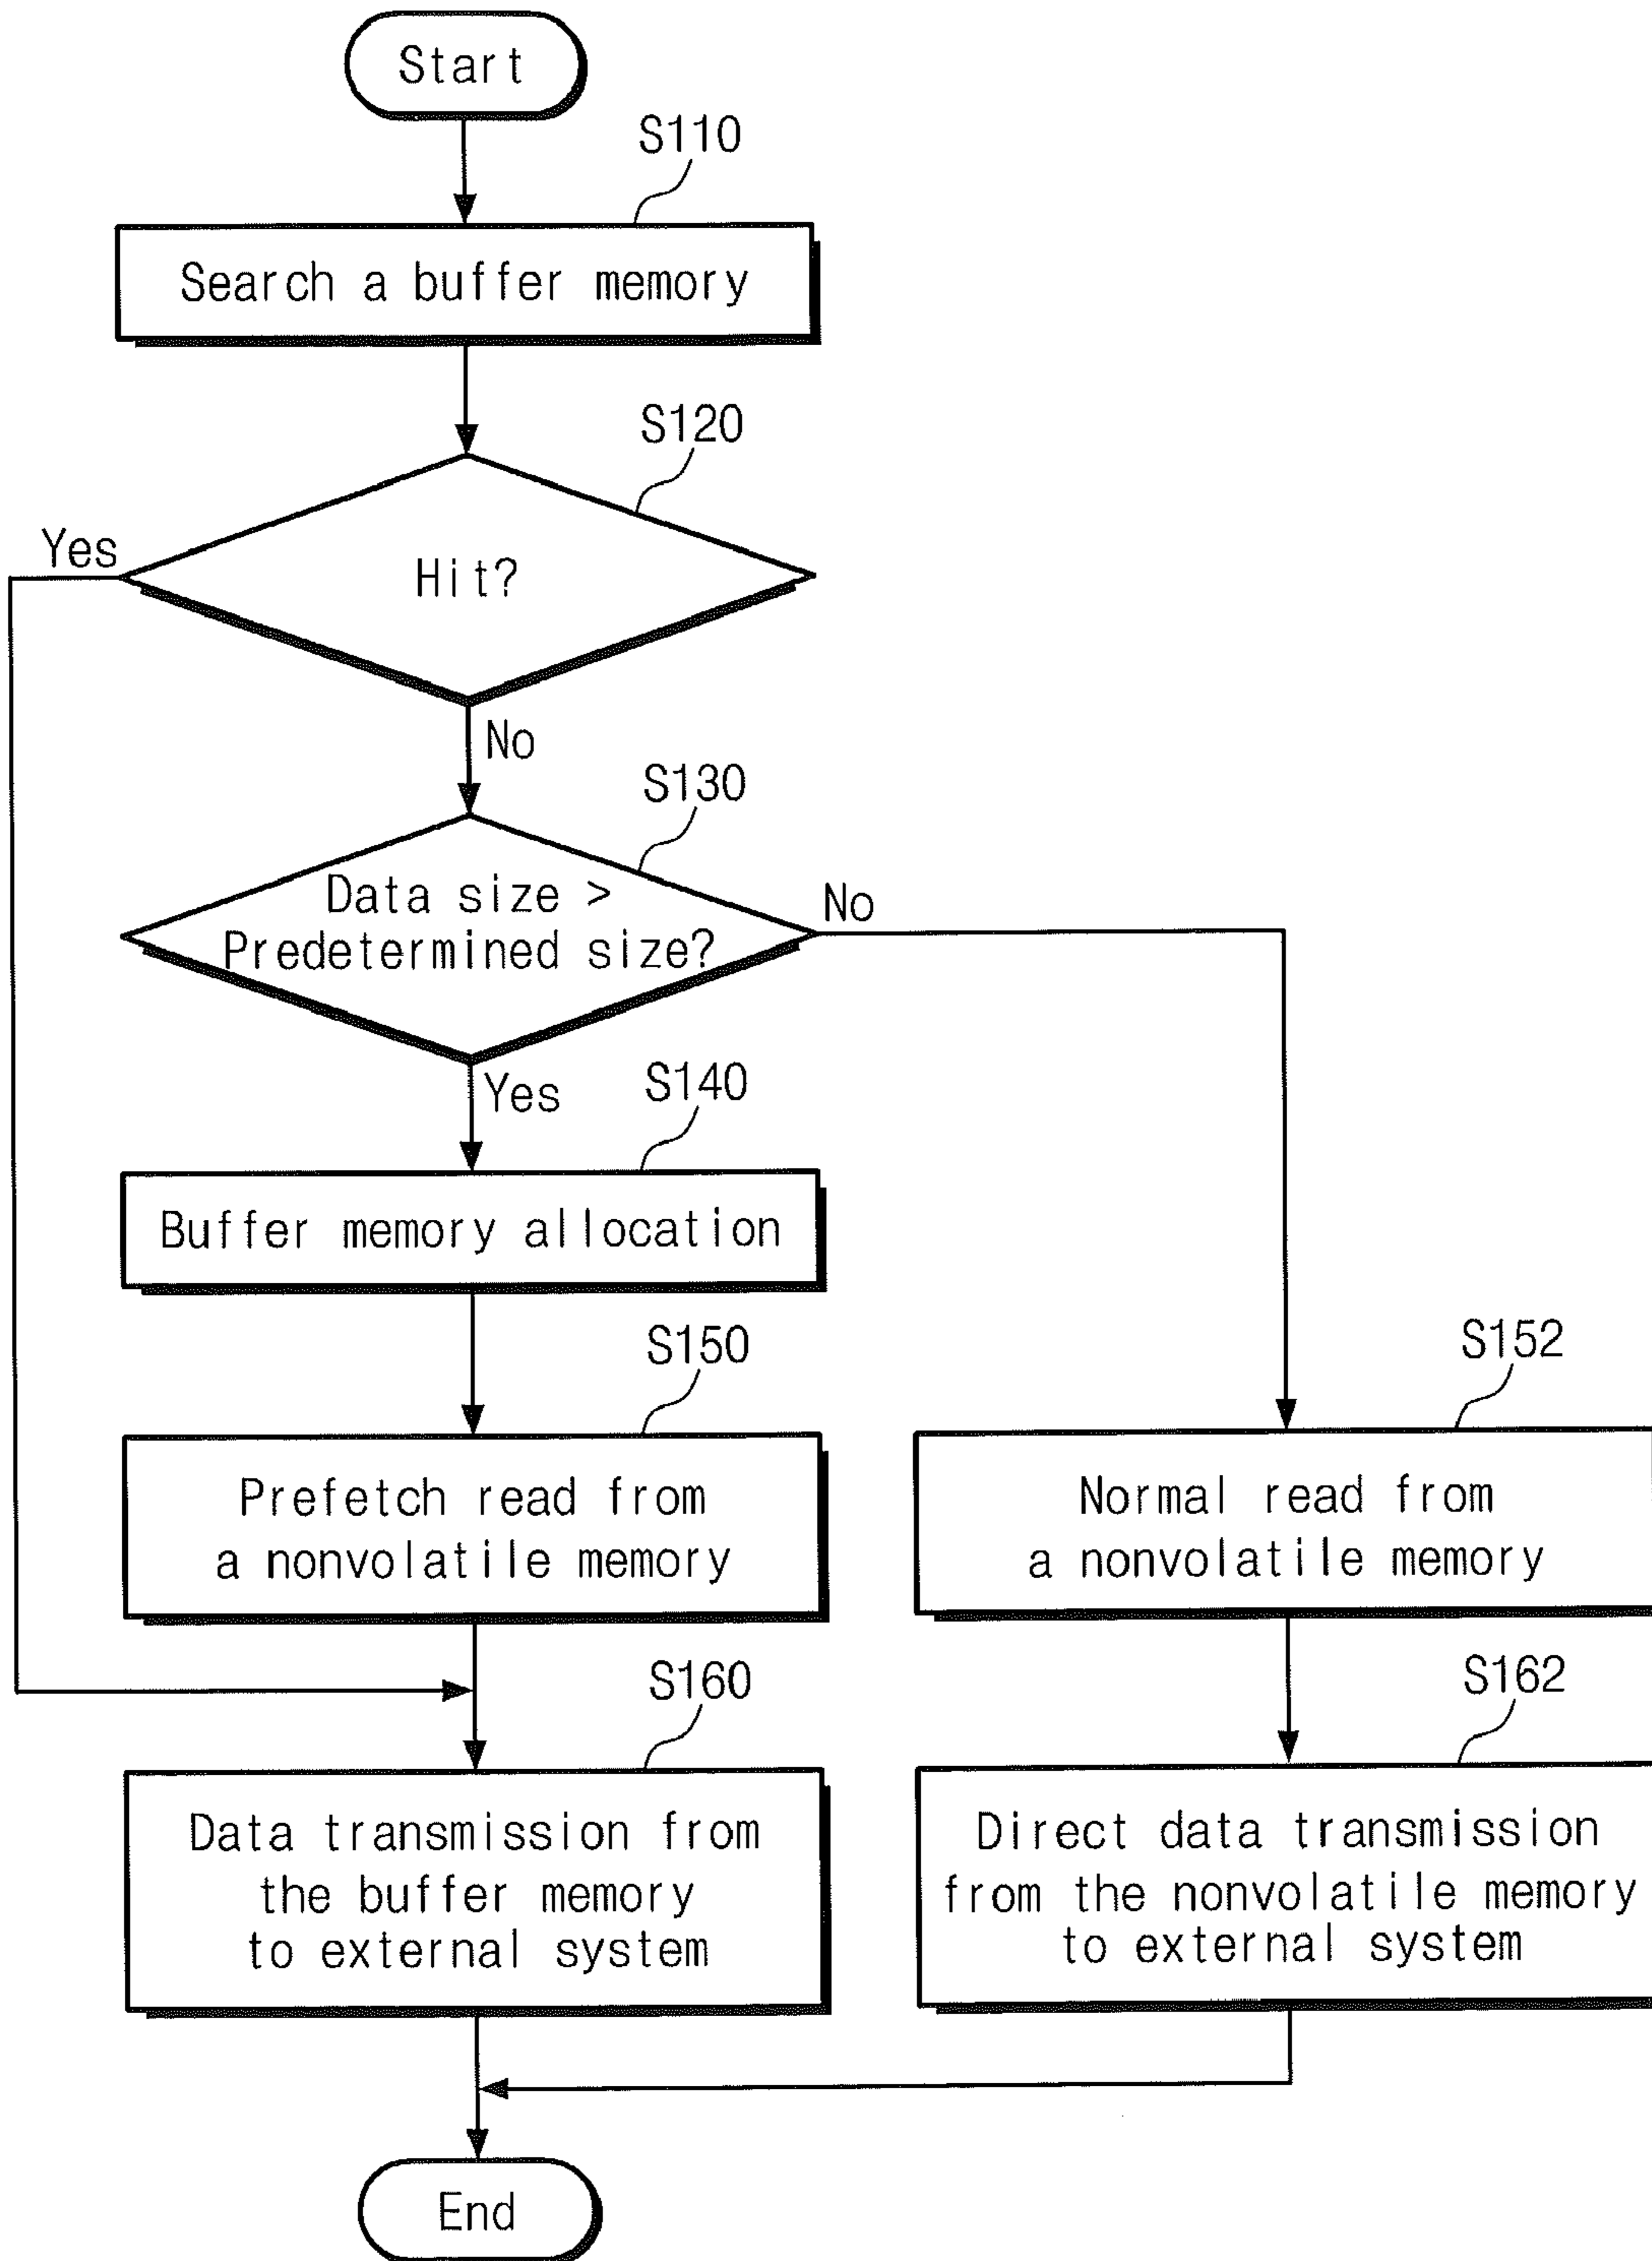 Start
S110
Search a buffer memory
S120
Yes
Hit?
No
S130
Data size >
Predetermined size?
No
Yes
S140
Buffer memory allocation
S150
Prefetch read from
a nonvolatile memory
S152
Normal read from
a nonvolatile memory
S160
Data transmission from
the buffer memory
to external system
S162
Direct data transmission
from the nonvolatile memory
to external system
End